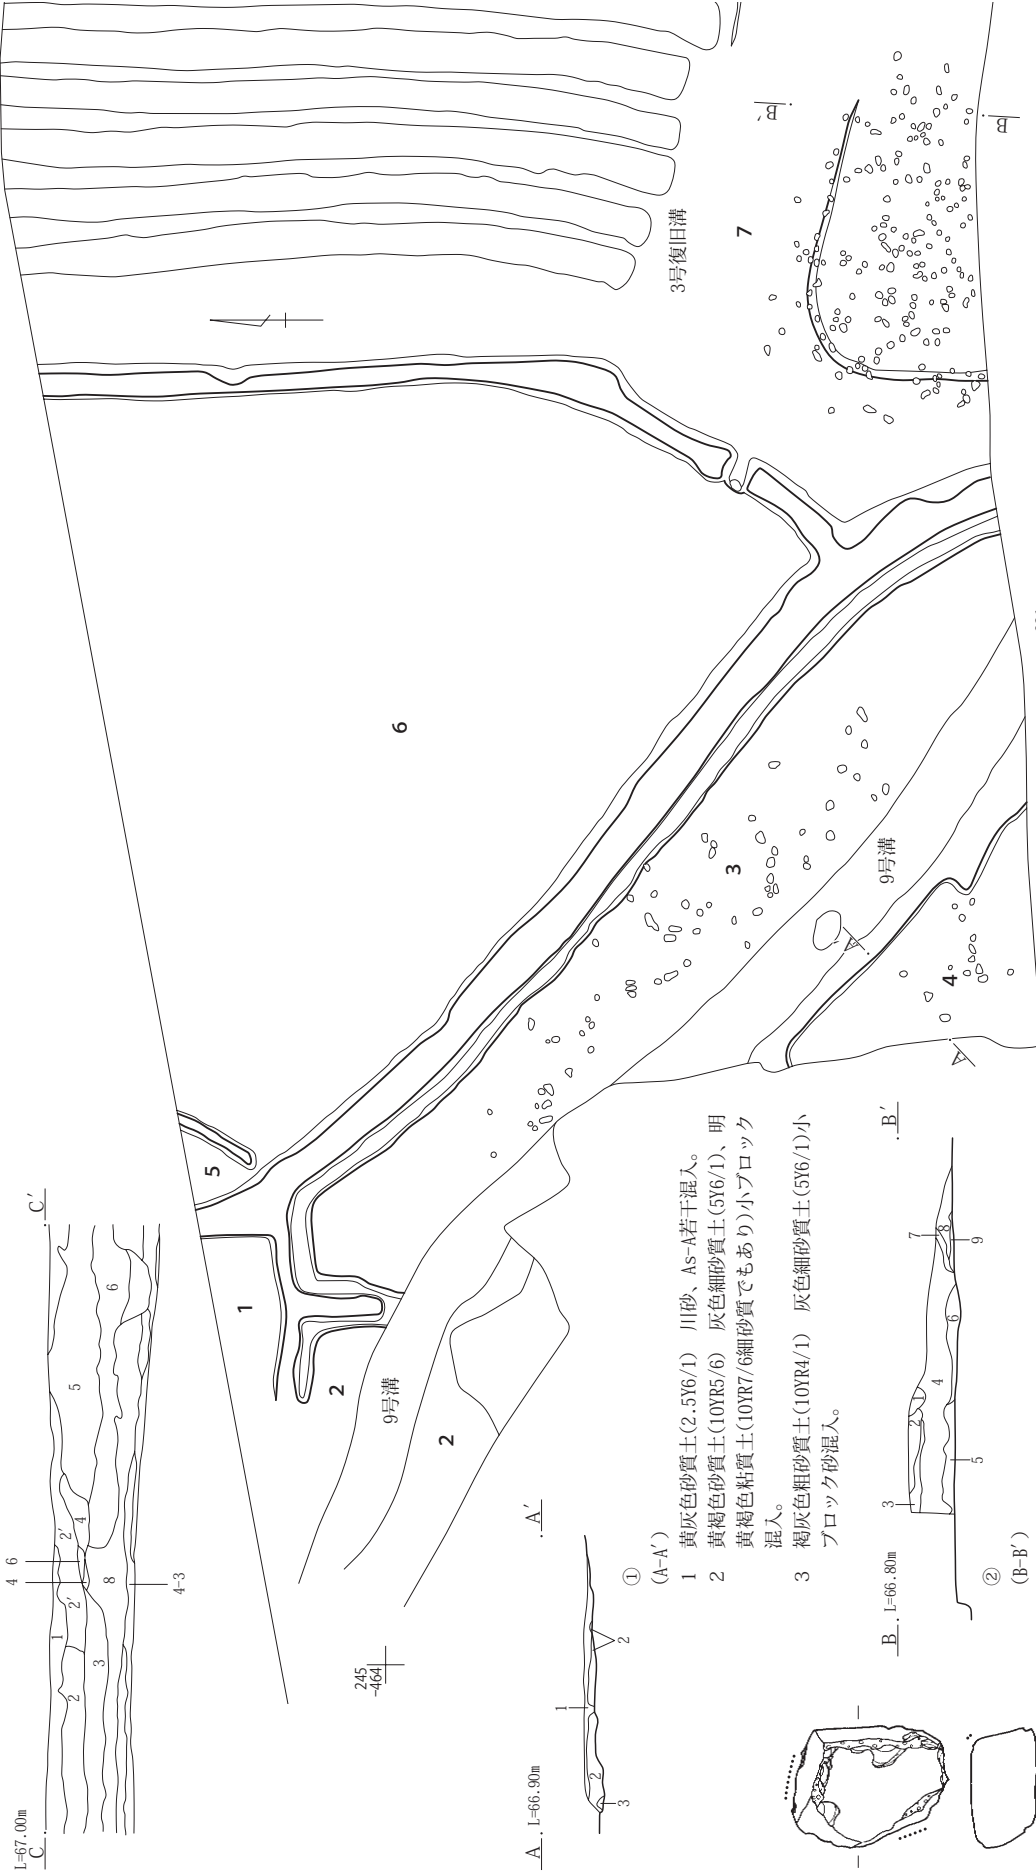 L=67.00m
C
C′
1
2
2′
2′
3
4
4
5
6
6
8
4-3
3号復旧溝
B′
B
7
6
5
1
2
9号溝
2
3
9号溝
4
A′
A
245
-464
A
L=66.90m
A′
1
2
2
3
①
(A-A′)
1　黄灰色砂質土(2.5Y6/1)　川砂、As-A若干混入。
2　黄褐色砂質土(10YR5/6)　灰色細砂質土(5Y6/1)、明
黄褐色粘質土(10YR7/6細砂質でもあり)小ブロック
混入。
3　褐灰色粗砂質土(10YR4/1)　灰色細砂質土(5Y6/1)小
ブロック砂混入。
B
L=66.80m
B′
3
2
1
4
5
6
7
8
9
②
(B-B′)